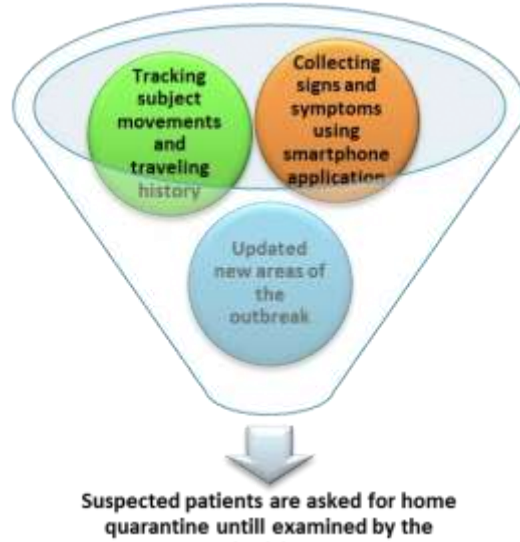 Tracking
subject
movements
and
traveling
history
Collecting
signs and
symptoms
using
smartphone
application
Updated
new areas of
the
outbreak
Suspected patients are asked for home
quarantine untill examined by the